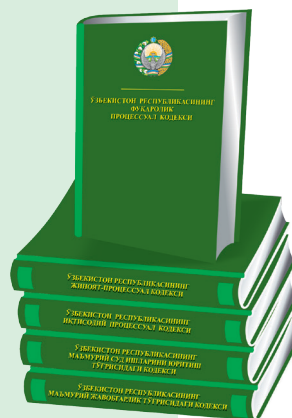 ЎЗБЕКИСТОН РЕСПУБЛИКАСИНИНГ
ФУҚАРОЛИК
ПРОЦЕССУАЛ КОДЕКСИ
ЎЗБЕКИСТОН РЕСПУБЛИКАСИНИНГ
ЖИНОЯТ-ПРОЦЕССУАЛ КОДЕКСИ
ЎЗБЕКИСТОН РЕСПУБЛИКАСИНИНГ
ИҚТИСОДИЙ ПРОЦЕССУАЛ КОДЕКСИ
ЎЗБЕКИСТОН РЕСПУБЛИКАСИНИНГ
МАЪМУРИЙ СУД ИШЛАРИНИ ЮРИТИШ
ТЎҒРИСИДАГИ КОДЕКСИ
ЎЗБЕКИСТОН РЕСПУБЛИКАСИНИНГ
МАЪМУРИЙ ЖАВОБГАРЛИК ТЎҒРИСИДАГИ КОДЕКСИ